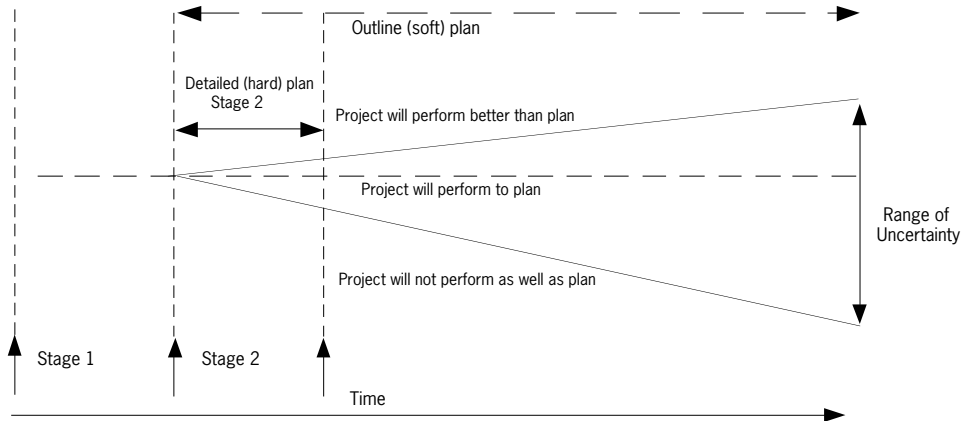 Outline (soft) plan
Detailed (hard) plan
Stage 2
Project will perform better than plan
Project will perform to plan
Range of
Uncertainty
Project will not perform as well as plan
Stage 1
Stage 2
Time